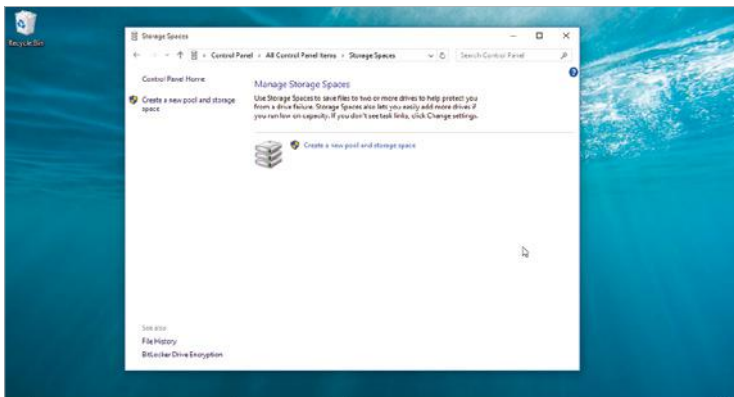 Recycle Bin
Storage Spaces
Control Panel › All Control Panel Items › Storage Spaces
Search Control Panel
Control Panel Home
Create a new pool and storage
space
Manage Storage Spaces
Use Storage Spaces to save files to two or more drives to help protect you
from a drive failure. Storage Spaces also lets you easily add more drives if
you run low on capacity. If you don't see task links, click Change settings.
Create a new pool and storage space
See also
File History
BitLocker Drive Encryption